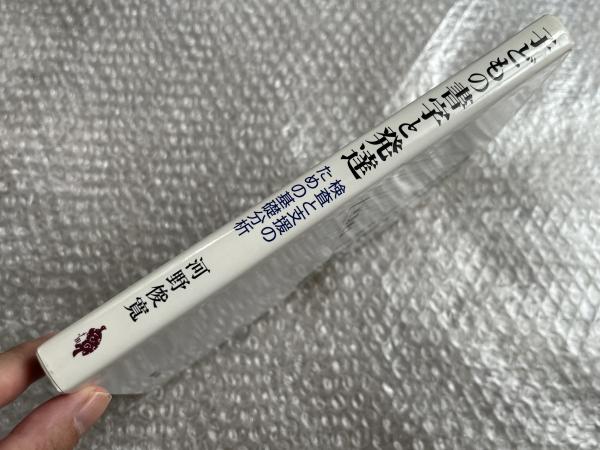 子どもの書字と発達
検査と支援の
ための基礎分析
河野俊寛